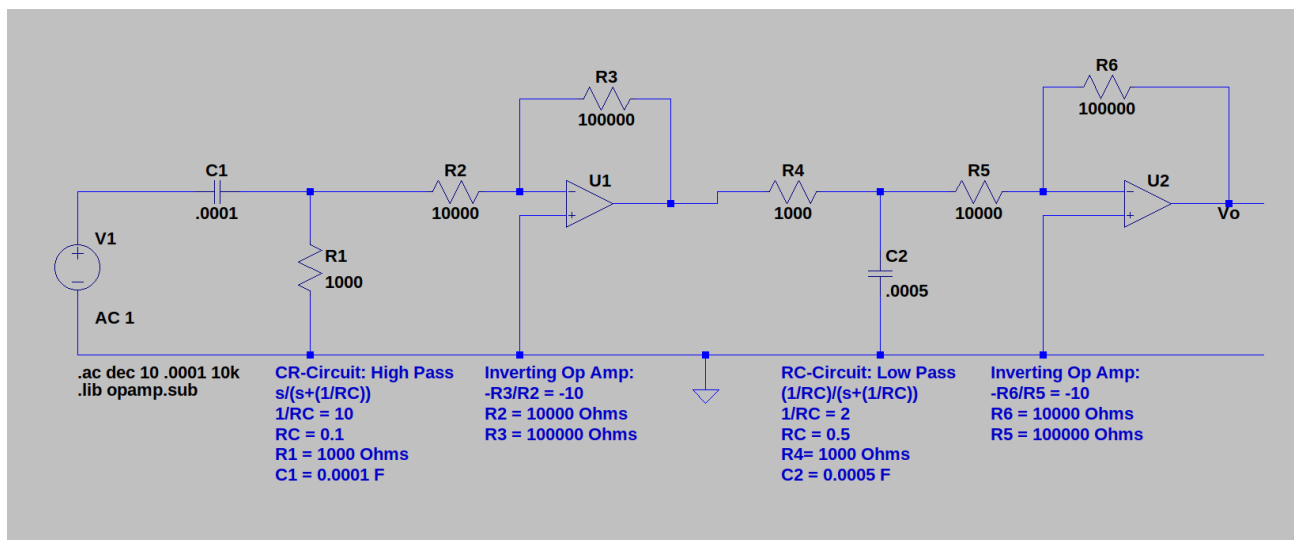 R6
100000
R3
100000
C1
.0001
R2
10000
U1
R4
1000
R5
10000
U2
Vo
V1
AC 1
R1
1000
C2
.0005
.ac dec 10 .0001 10k
.lib opamp.sub
CR-Circuit: High Pass
s/(s+(1/RC))
1/RC = 10
RC = 0.1
R1 = 1000 Ohms
C1 = 0.0001 F
Inverting Op Amp:
-R3/R2 = -10
R2 = 10000 Ohms
R3 = 100000 Ohms
RC-Circuit: Low Pass
(1/RC)/(s+(1/RC))
1/RC = 2
RC = 0.5
R4= 1000 Ohms
C2 = 0.0005 F
Inverting Op Amp:
-R6/R5 = -10
R6 = 10000 Ohms
R5 = 100000 Ohms